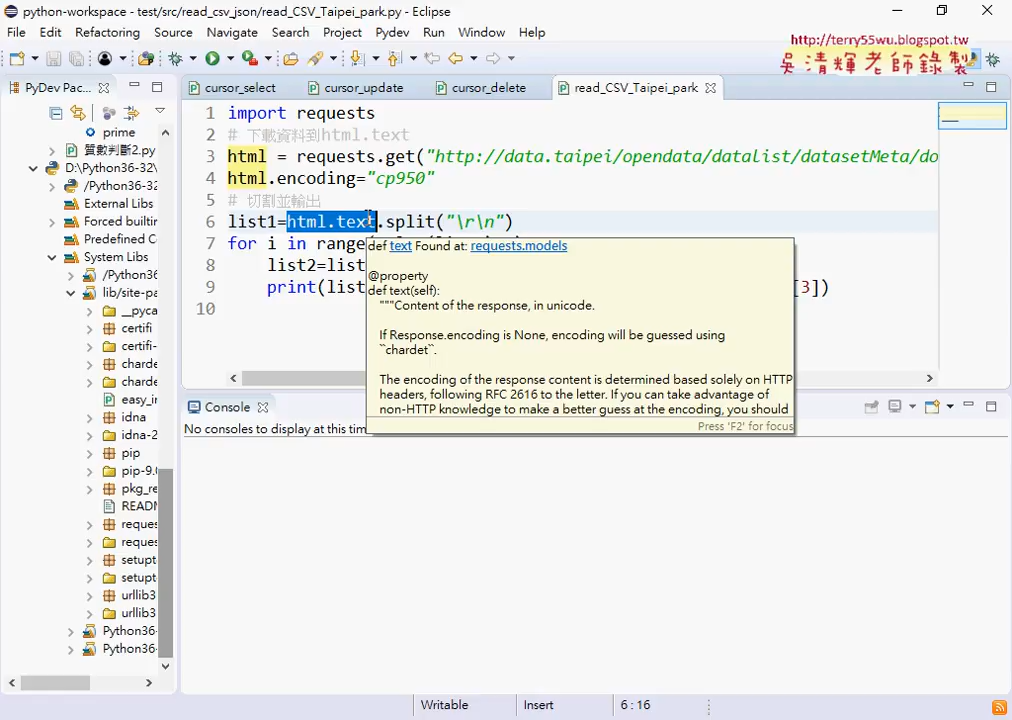 python-workspace - test/src/read_csv_json/read_CSV_Taipei_park.py - Eclipse
File Edit Refactoring Source Navigate Search Project Pydev Run Window Help
http://terry55wu.blogspot.tw
吳清輝老師錄製
PyDev Pac...
cursor_select
cursor_update
cursor_delete
read_CSV_Taipei_park
prime
質數判斷2.py
D:\Python36-32
/Python36-32
External Libs
Forced builtin
Predefined C
System Libs
/Python36
lib/site-pa
__pyca
certifi
certifi-
charde
charde
easy_in
idna
idna-2
pip
pip-9.0
pkg_re
READM
reques
reques
setupt
setupt
urllib3
urllib3
Python36-
Python36-
1 import requests
2 # 下載資料到html.text
3 html = requests.get("http://data.taipei/opendata/datalist/datasetMeta/do
4 html.encoding="cp950"
5 # 切割並輸出
6 list1=html.text.split("\r\n")
7 for i in range(
8 list2=list
9 print(list [3])
10
def text Found at: requests.models
@property
def text(self):
"""Content of the response, in unicode.
If Response.encoding is None, encoding will be guessed using
``chardet``.
The encoding of the response content is determined based solely on HTTP
headers, following RFC 2616 to the letter. If you can take advantage of
non-HTTP knowledge to make a better guess at the encoding, you should
Press 'F2' for focus
Console
No consoles to display at this tim
Writable Insert 6 : 16